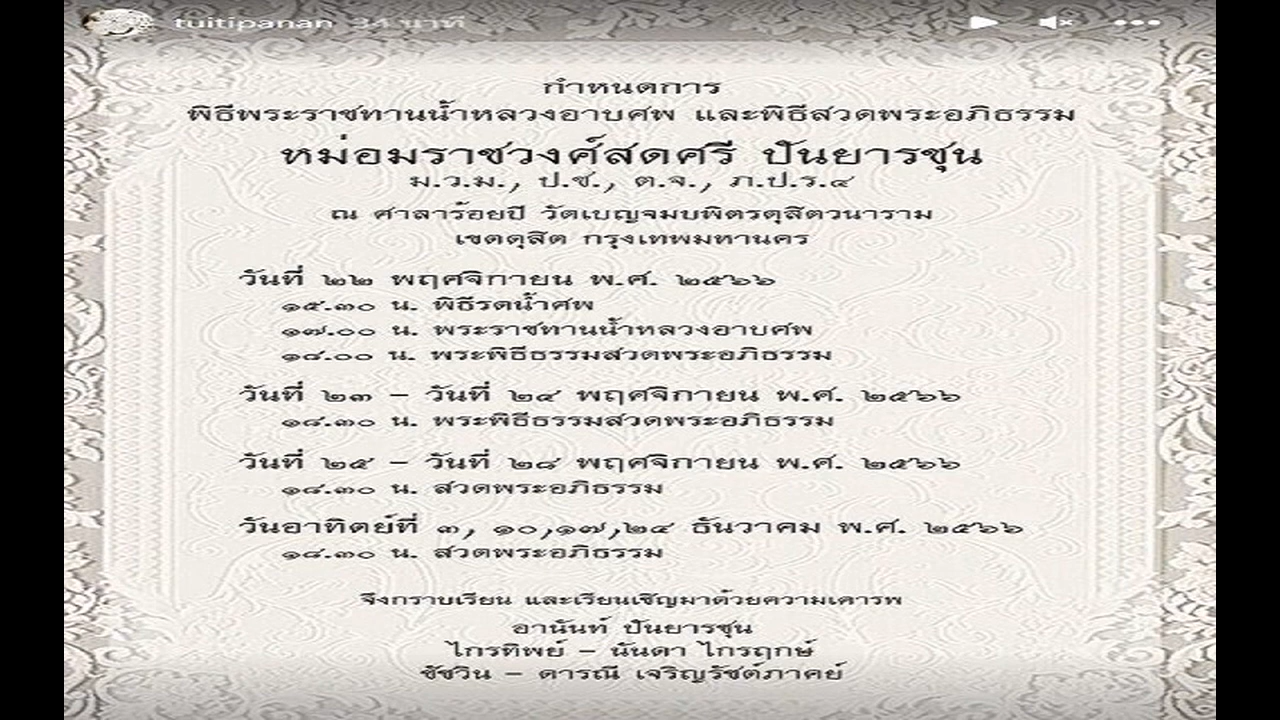 tuitipanan 34 นาที
กำหนดการ
พิธีพระราชทานน้ำหลวงอาบศพ และพิธีสวดพระอภิธรรม
หม่อมราชวงศ์สดศรี ปันยารชุน
ม.ว.ม., ป.ช., ต.จ., ภ.ป.ร.๔
ณ ศาลาร้อยปี วัดเบญจมบพิตรดุสิตวนาราม
เขตดุสิต กรุงเทพมหานคร
วันที่ ๒๒ พฤศจิกายน พ.ศ. ๒๕๖๖
๑๕.๓๐ น. พิธีรดน้ำศพ
๑๗.๐๐ น. พระราชทานน้ำหลวงอาบศพ
๑๘.๐๐ น. พระพิธีธรรมสวดพระอภิธรรม
วันที่ ๒๓ – วันที่ ๒๔ พฤศจิกายน พ.ศ. ๒๕๖๖
๑๘.๓๐ น. พระพิธีธรรมสวดพระอภิธรรม
วันที่ ๒๕ – วันที่ ๒๘ พฤศจิกายน พ.ศ. ๒๕๖๖
๑๘.๓๐ น. สวดพระอภิธรรม
วันอาทิตย์ที่ ๓, ๑๐,๑๗,๒๔ ธันวาคม พ.ศ. ๒๕๖๖
๑๘.๓๐ น. สวดพระอภิธรรม
จึงกราบเรียน และเรียนเชิญมาด้วยความเคารพ
อานันท์ ปันยารชุน
ไกรทิพย์ – นันดา ไกรฤกษ์
ชัชวิน – ดารณี เจริญรัชต์ภาคย์